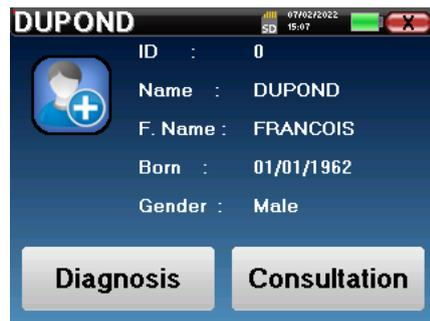 DUPOND
SD 07/02/2022
15:07
X
ID : 0
Name : DUPOND
F. Name : FRANCOIS
Born : 01/01/1962
Gender : Male
Diagnosis Consultation